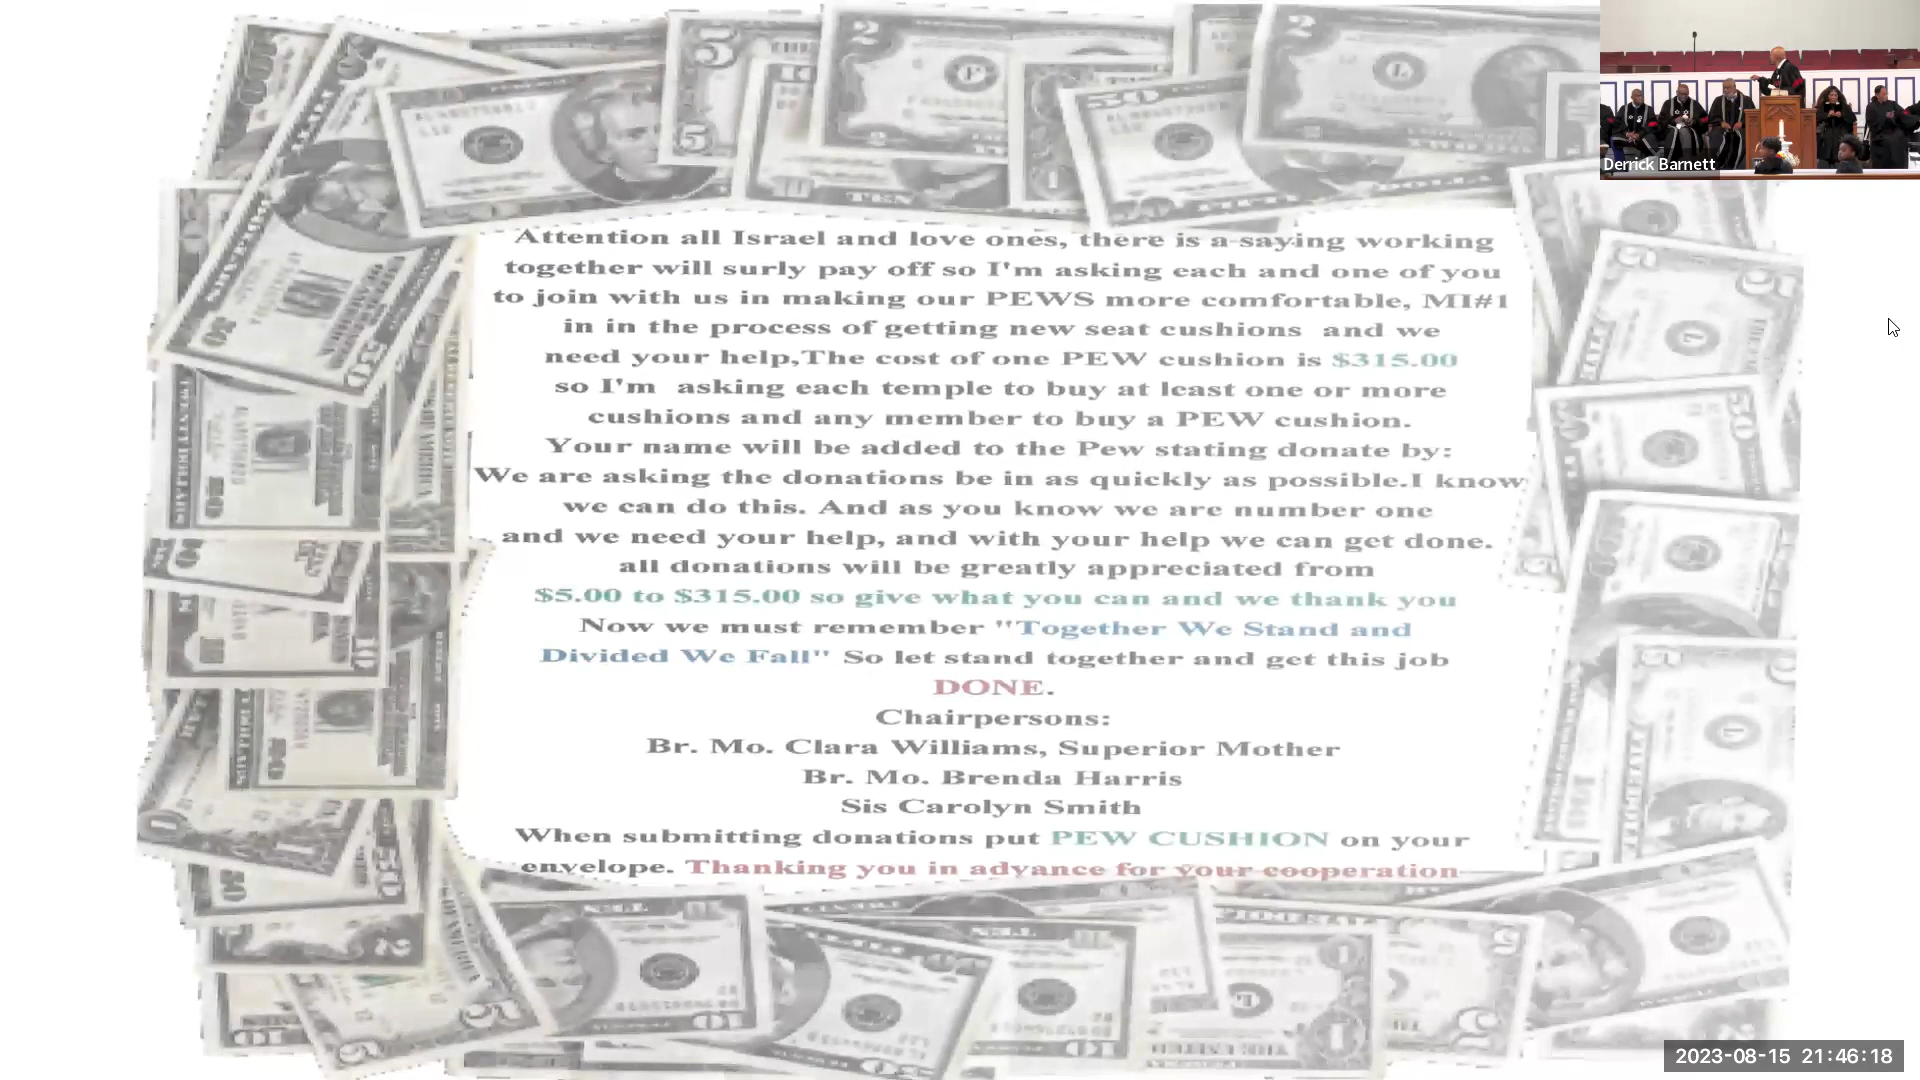 Attention all Israel and love ones, there is a saying working
together will surly pay off so I'm asking each and one of you
to join with us in making our PEWS more comfortable, MI#1
in in the process of getting new seat cushions and we
need your help,The cost of one PEW cushion is $315.00
so I'm asking each temple to buy at least one or more
cushions and any member to buy a PEW cushion.
Your name will be added to the Pew stating donate by:
We are asking the donations be in as quickly as possible.I know
we can do this. And as you know we are number one
and we need your help, and with your help we can get done.
all donations will be greatly appreciated from
$5.00 to $315.00 so give what you can and we thank you
Now we must remember "Together We Stand and
Divided We Fall" So let stand together and get this job
DONE.
Chairpersons:
Br. Mo. Clara Williams, Superior Mother
Br. Mo. Brenda Harris
Sis Carolyn Smith
When submitting donations put PEW CUSHION on your
envelope. Thanking you in advance for your cooperation
Derrick Barnett
2023-08-15 21:46:18